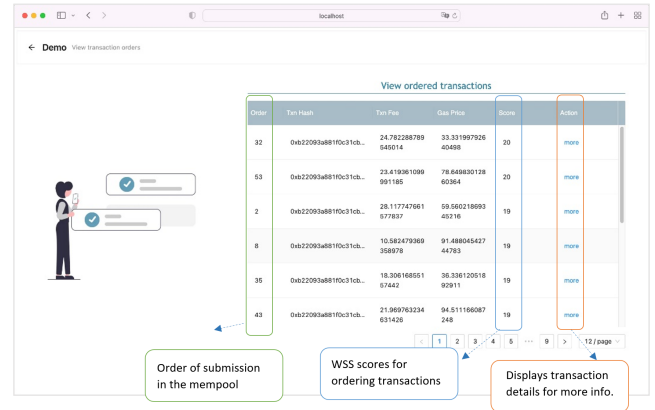 localhost
Demo View transaction orders
View ordered transactions
Order Txn Hash Txn Fee Gas Price Score Action
32 0xb22093a881f0c31cb... 24.782288789 33.331997926 20 more
545014 40498
53 0xb22093a881f0c31cb... 23.419361099 78.649830128 20 more
991185 60364
2 0xb22093a881f0c31cb... 28.117747661 59.560218693 19 more
577837 45216
8 0xb22093a881f0c31cb... 10.582479369 91.488045427 19 more
358978 44783
35 0xb22093a881f0c31cb... 18.306168551 36.336120518 19 more
57442 92911
43 0xb22093a881f0c31cb... 21.969763234 94.511166087 19 more
631426 248
< 1 2 3 4 5 ••• 9 > 12 / page
Order of submission
in the mempool
WSS scores for
ordering transactions
Displays transaction
details for more info.